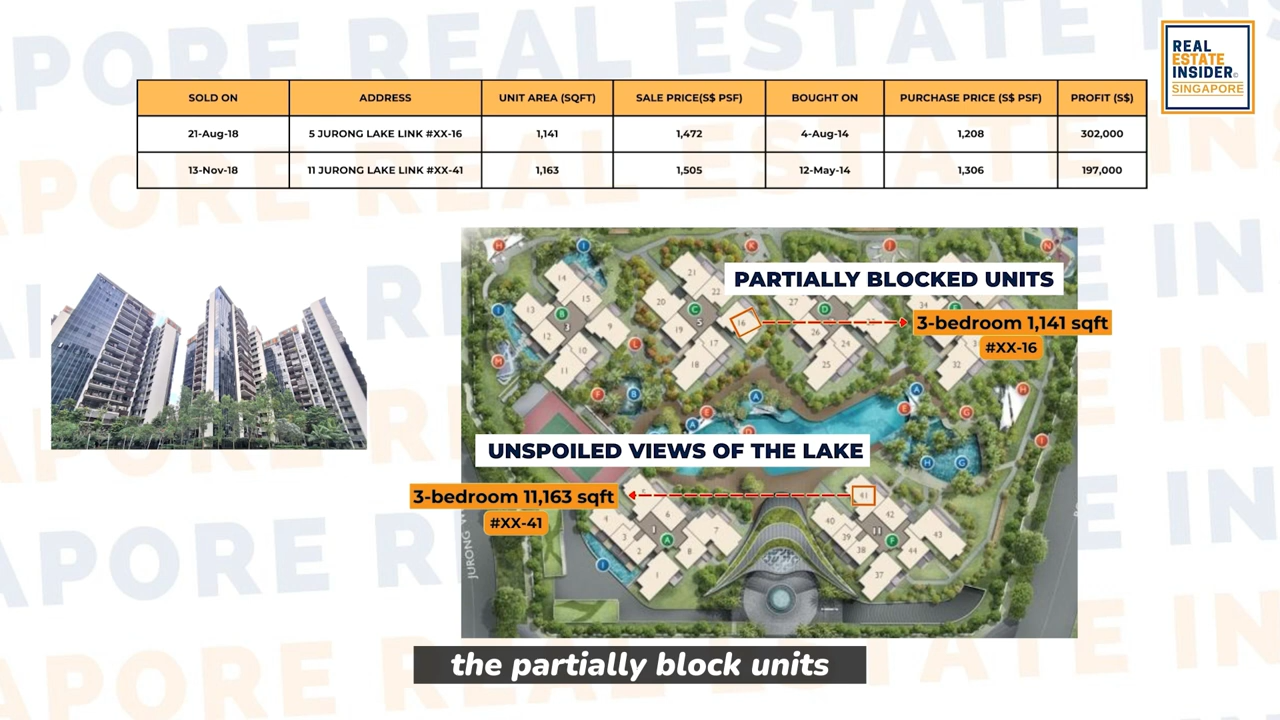 REAL
ESTATE
INSIDER©
SINGAPORE
SOLD ON ADDRESS UNIT AREA (SQFT) SALE PRICE(S$ PSF) BOUGHT ON PURCHASE PRICE (S$ PSF) PROFIT (S$)
21-Aug-18 5 JURONG LAKE LINK #XX-16 1,141 1,472 4-Aug-14 1,208 302,000
13-Nov-18 11 JURONG LAKE LINK #XX-41 1,163 1,505 12-May-14 1,306 197,000
PARTIALLY BLOCKED UNITS
3-bedroom 1,141 sqft
#XX-16
UNSPOILED VIEWS OF THE LAKE
3-bedroom 11,163 sqft
#XX-41
JURONG
the partially block units